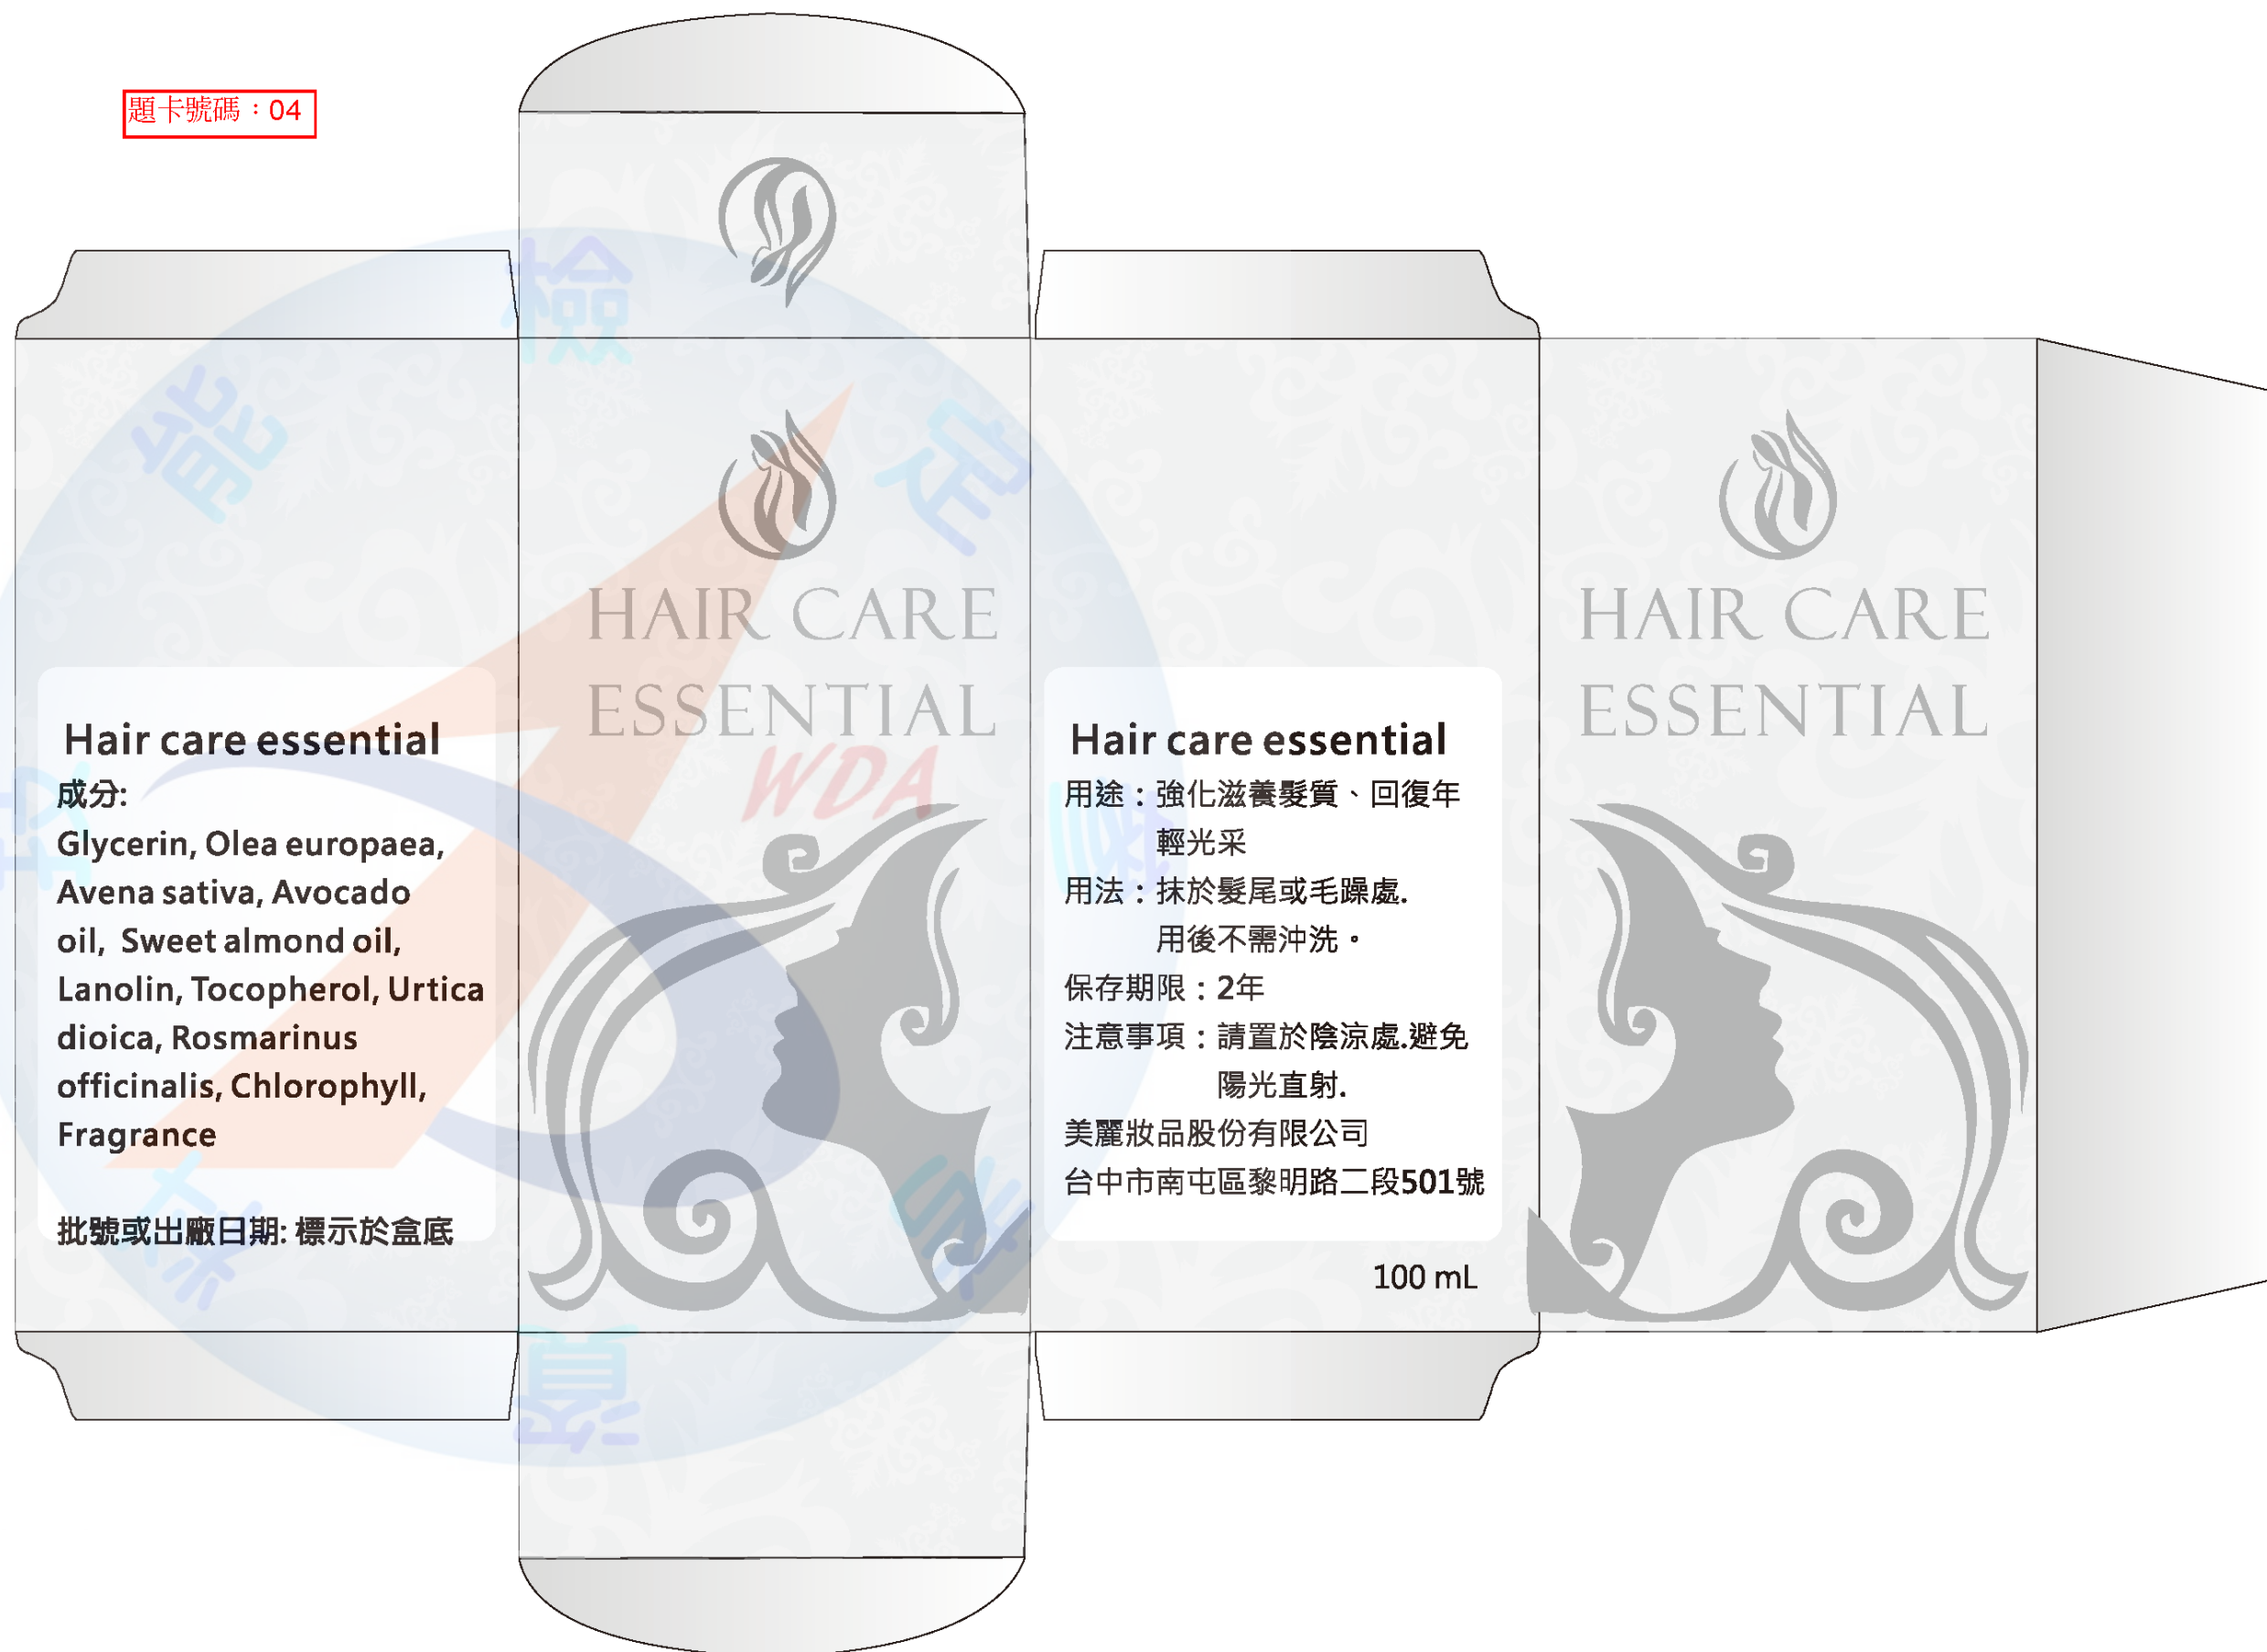 題卡號碼：04
HAIR CARE
ESSENTIAL
WDA
HAIR CARE
ESSENTIAL
Hair care essential
成分:
Glycerin, Olea europaea,
Avena sativa, Avocado
oil, Sweet almond oil,
Lanolin, Tocopherol, Urtica
dioica, Rosmarinus
officinalis, Chlorophyll,
Fragrance
批號或出廠日期: 標示於盒底
Hair care essential
用途：強化滋養髮質、回復年
輕光采
用法：抹於髮尾或毛躁處.
用後不需沖洗。
保存期限：2年
注意事項：請置於陰涼處.避免
陽光直射.
美麗妝品股份有限公司
台中市南屯區黎明路二段501號
100 mL
技
能
檢
定
資